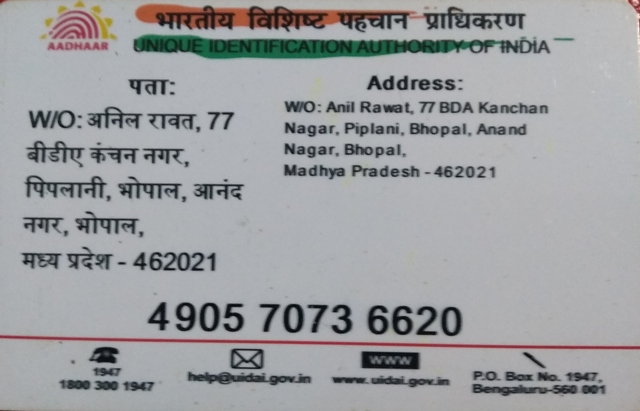 भारतीय विशिष्ट पहचान प्राधिकरण
AADHAAR
UNIQUE IDENTIFICATION AUTHORITY OF INDIA
पता:
W/O: अनिल रावत, 77
बीडीए कंचन नगर,
पिपलानी, भोपाल, आनंद
नगर, भोपाल,
मध्य प्रदेश - 462021
Address:
W/O: Anil Rawat, 77 BDA Kanchan
Nagar, Piplani, Bhopal, Anand
Nagar, Bhopal,
Madhya Pradesh - 462021
4905 7073 6620
1947
1800 300 1947
help@uidai.gov.in
www
www.uidai.gov.in
P.O. Box No. 1947,
Bengaluru-560 001